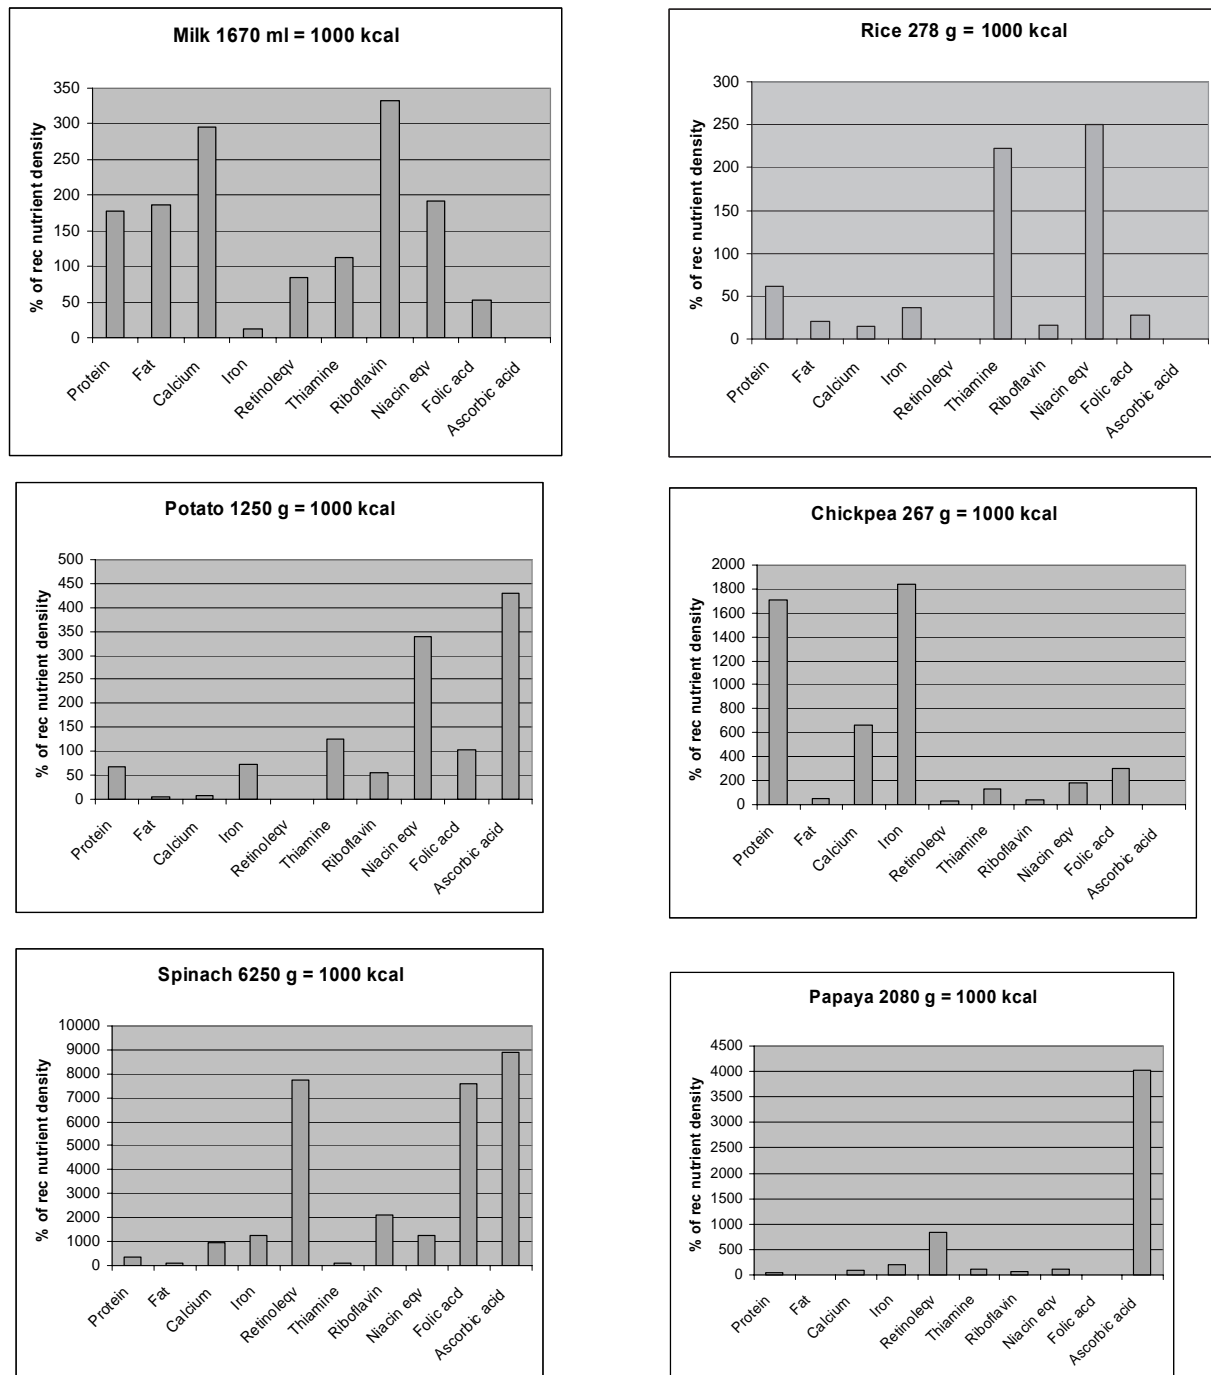 Milk 1670 ml = 1000 kcal
% of rec nutrient density
350
300
250
200
150
100
50
0
Protein
Fat
Calcium
Iron
Retinoleqv
Thiamine
Riboflavin
Niacin eqv
Folic acd
Ascorbic acid
Rice 278 g = 1000 kcal
% of rec nutrient density
300
250
200
150
100
50
0
Protein
Fat
Calcium
Iron
Retinoleqv
Thiamine
Riboflavin
Niacin eqv
Folic acd
Ascorbic acid
Potato 1250 g = 1000 kcal
% of rec nutrient densiity
500
450
400
350
300
250
200
150
100
50
0
Protein
Fat
Calcium
Iron
Retinoleqv
Thiamine
Riboflavin
Niacin eqv
Folic acd
Ascorbic acid
Chickpea 267 g = 1000 kcal
% of rec nutrient density
2000
1800
1600
1400
1200
1000
800
600
400
200
0
Protein
Fat
Calcium
Iron
Retinoleqv
Thiamine
Riboflavin
Niacin eqv
Folic acd
Ascorbic acid
Spinach 6250 g = 1000 kcal
% of rec nutrient density
10000
9000
8000
7000
6000
5000
4000
3000
2000
1000
0
Protein
Fat
Calcium
Iron
Retinoleqv
Thiamine
Riboflavin
Niacin eqv
Folic acd
Ascorbic acid
Papaya 2080 g = 1000 kcal
% of rec nutrient density
4500
4000
3500
3000
2500
2000
1500
1000
500
0
Protein
Fat
Calcium
Iron
Retinoleqv
Thiamine
Riboflavin
Niacin eqv
Folic acd
Ascorbic acid